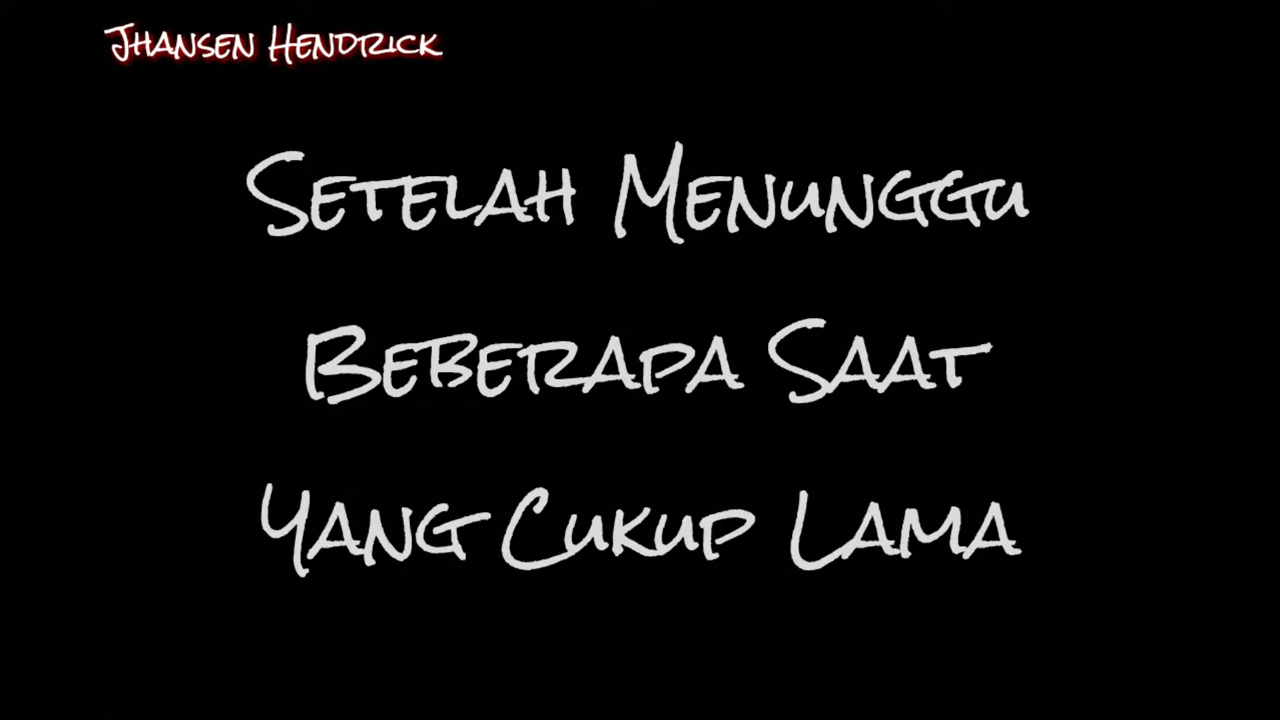 Jhansen Hendrick
Setelah Menunggu
Beberapa Saat
Yang Cukup Lama